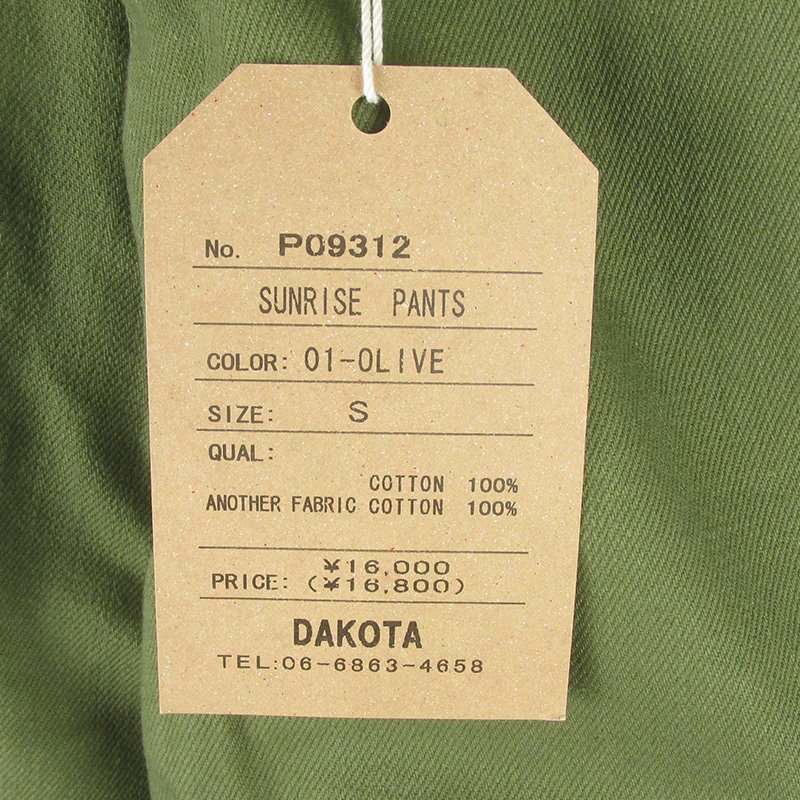 No. P09312
SUNRISE PANTS
COLOR: 01-OLIVE
SIZE: S
QUAL:
COTTON 100%
ANOTHER FABRIC COTTON 100%
¥16,000
PRICE: (¥16,800)
DAKOTA
TEL:06-6863-4658